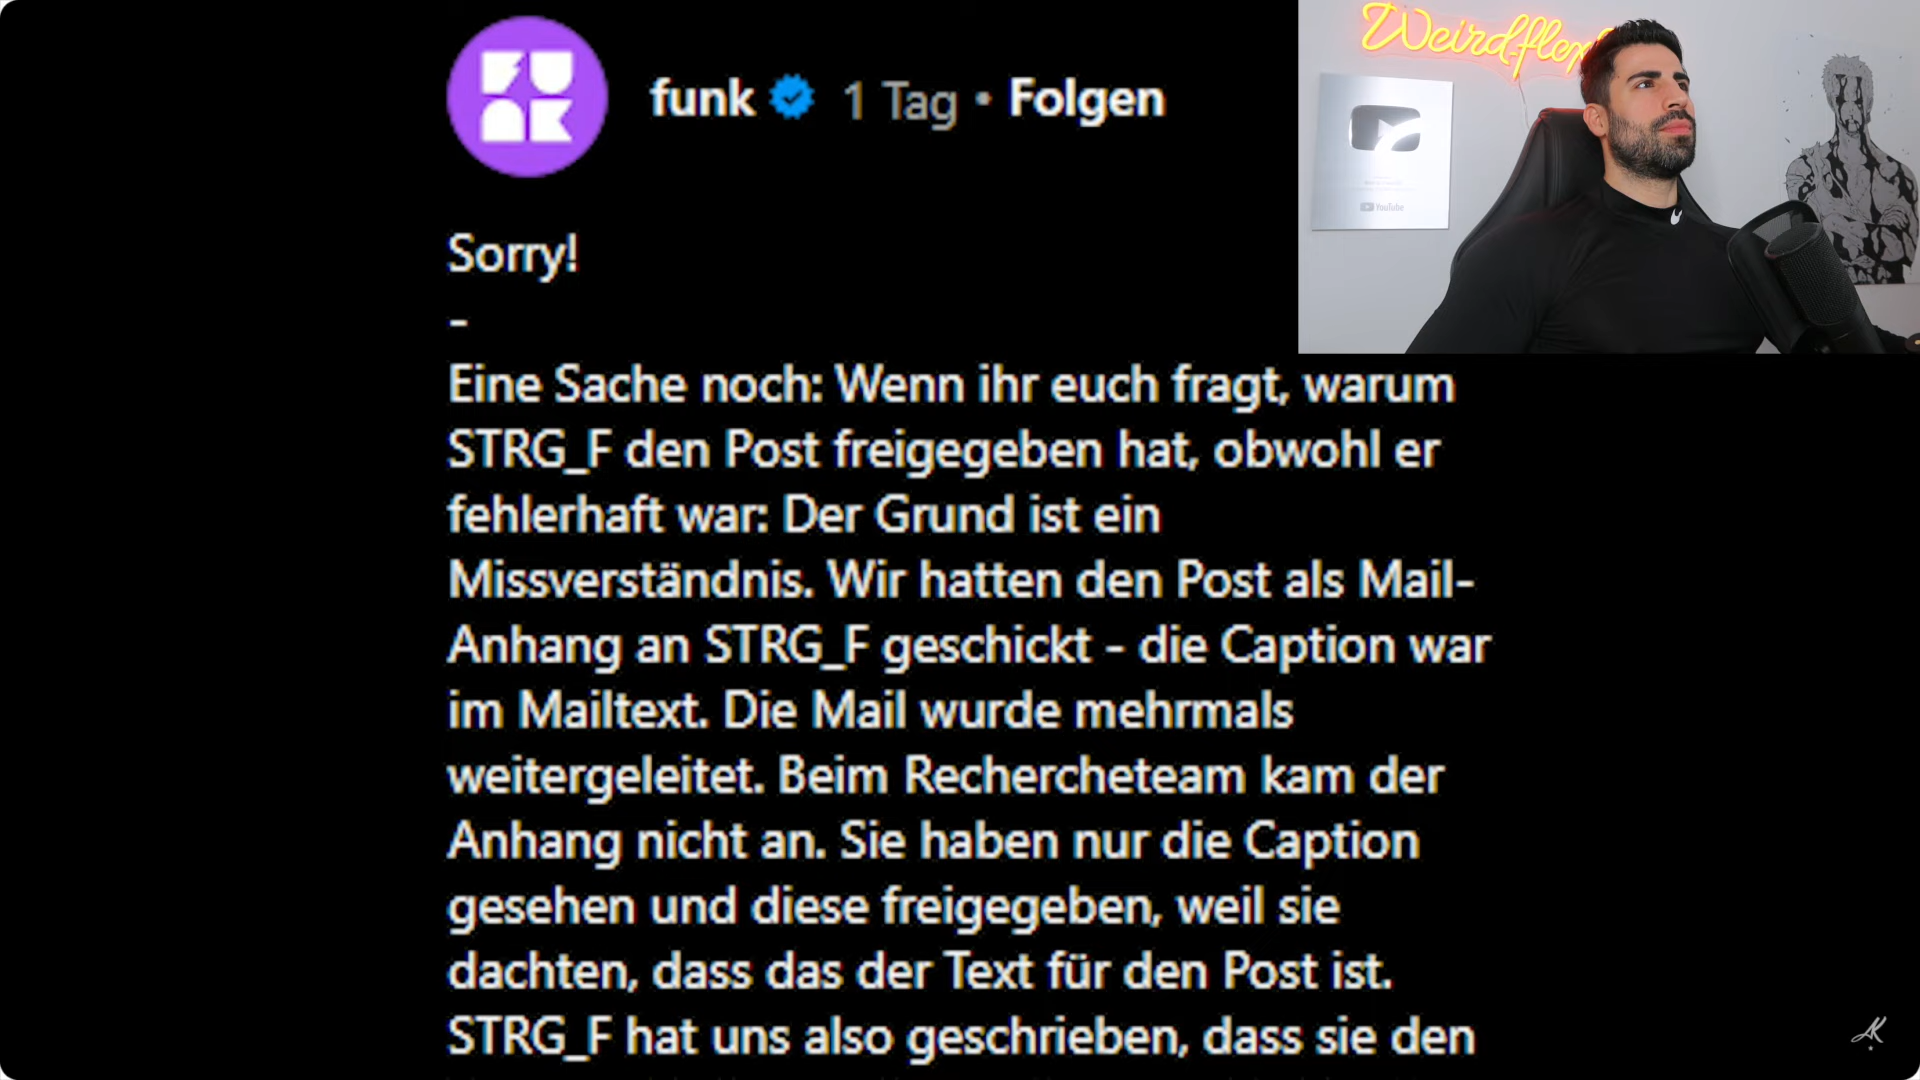 funk 1 Tag • Folgen
Weird-flex
YouTube
Sorry!
-
Eine Sache noch: Wenn ihr euch fragt, warum
STRG_F den Post freigegeben hat, obwohl er
fehlerhaft war: Der Grund ist ein
Missverständnis. Wir hatten den Post als Mail-
Anhang an STRG_F geschickt - die Caption war
im Mailtext. Die Mail wurde mehrmals
weitergeleitet. Beim Rechercheteam kam der
Anhang nicht an. Sie haben nur die Caption
gesehen und diese freigegeben, weil sie
dachten, dass das der Text für den Post ist.
STRG_F hat uns also geschrieben, dass sie den
AK